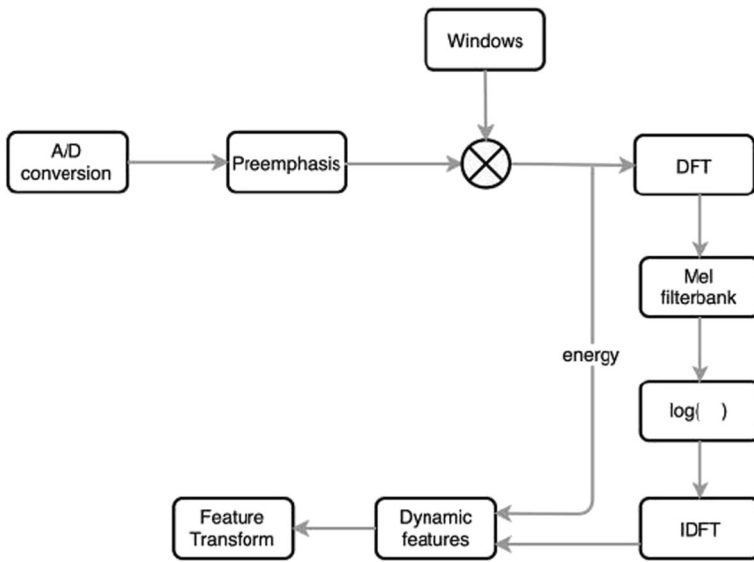 Windows
A/D
conversion
Preemphasis
DFT
Mel
filterbank
energy
log( )
Feature
Transform
Dynamic
features
IDFT